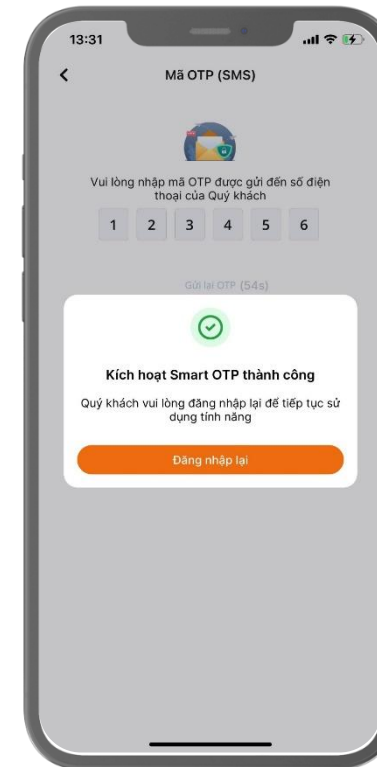 13:31
Mã OTP (SMS)
Vui lòng nhập mã OTP được gửi đến số điện
thoại của Quý khách
1 2 3 4 5 6
Gửi lại OTP (54s)
Kích hoạt Smart OTP thành công
Quý khách vui lòng đăng nhập lại để tiếp tục sử
dụng tính năng
Đăng nhập lại